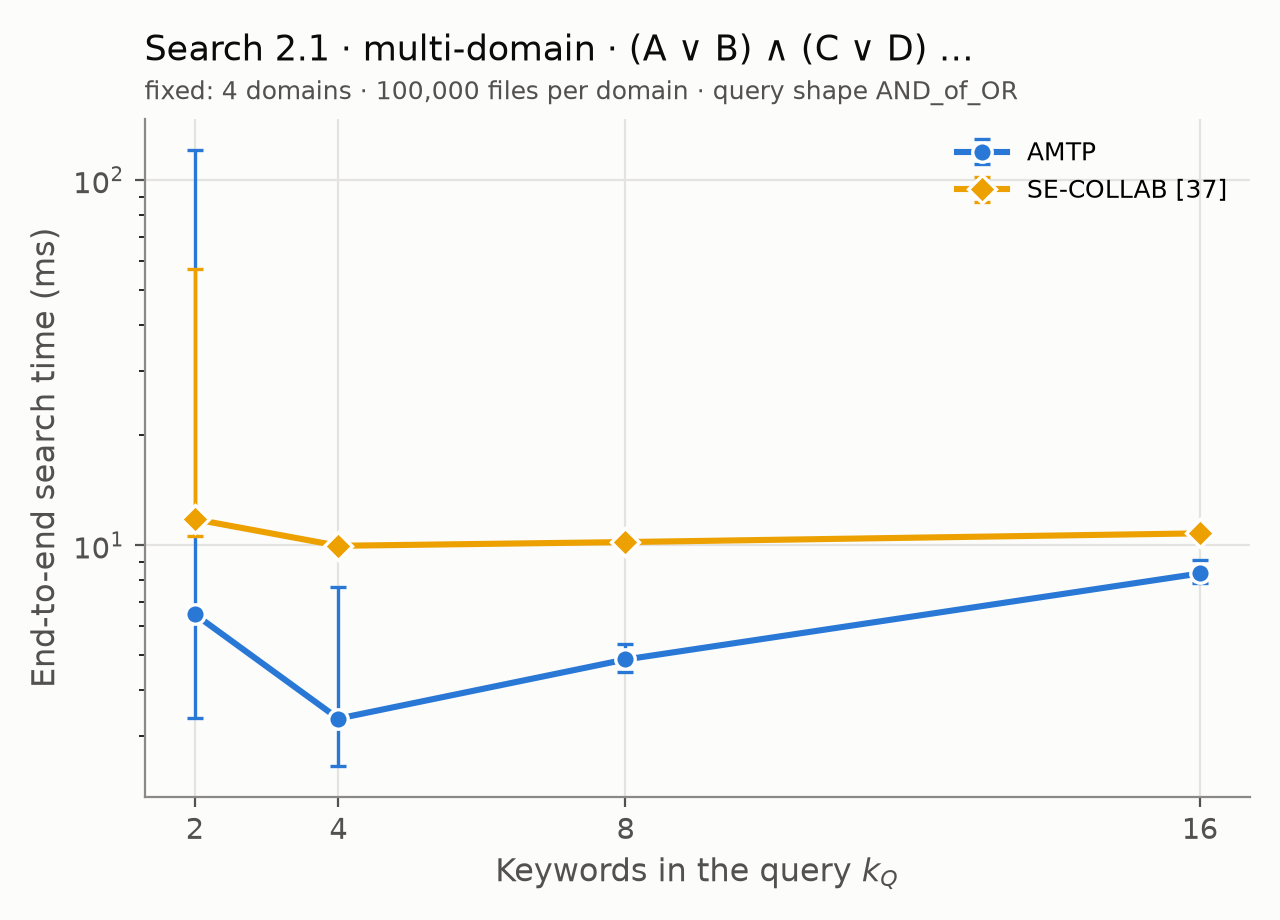 Search 2.1 · multi-domain · (A ∨ B) ∧ (C ∨ D) …
fixed: 4 domains · 100,000 files per domain · query shape AND_of_OR
AMTP
SE-COLLAB [37]
End-to-end search time (ms)
10²
10¹
2 4 8 16
Keywords in the query k_Q